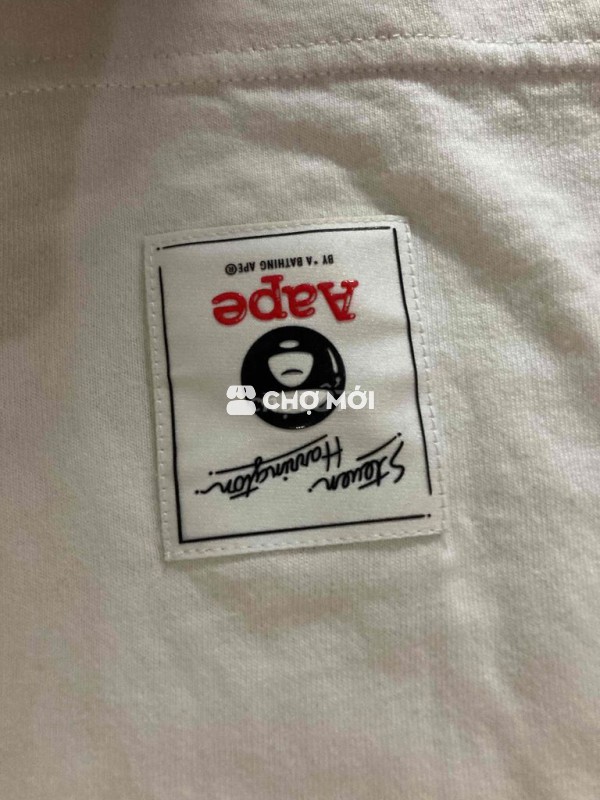 Steven
Harrington
CHỢ MỚI
Aape
BY *A BATHING APE®